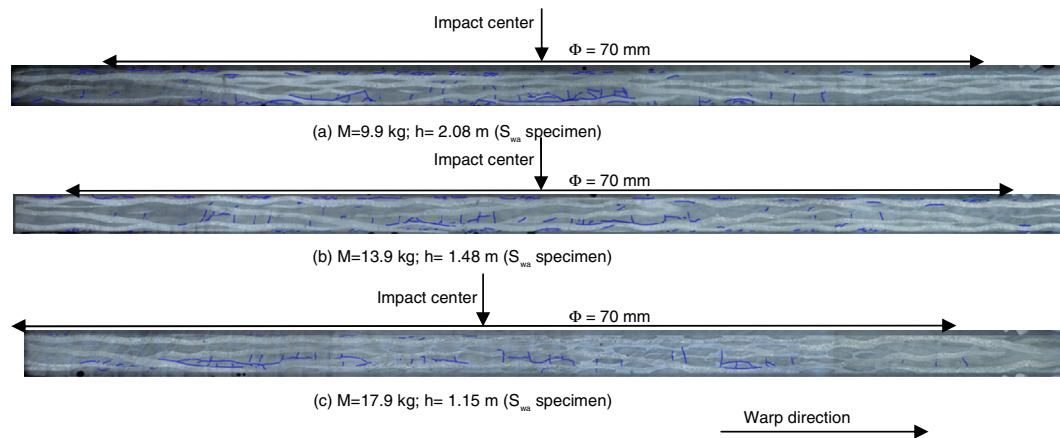 Impact center
Φ = 70 mm
(a) M=9.9 kg; h= 2.08 m (Swa specimen)
Impact center
Φ = 70 mm
(b) M=13.9 kg; h= 1.48 m (Swa specimen)
Impact center
Φ = 70 mm
(c) M=17.9 kg; h= 1.15 m (Swa specimen)
Warp direction